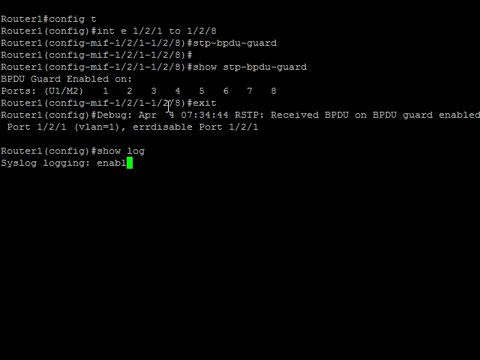 Router1#config t
Router1(config)#int e 1/2/1 to 1/2/8
Router1(config-mif-1/2/1-1/2/8)#stp-bpdu-guard
Router1(config-mif-1/2/1-1/2/8)#
Router1(config-mif-1/2/1-1/2/8)#show stp-bpdu-guard
BPDU Guard Enabled on:
Ports: (U1/M2)   1   2   3   4   5   6   7   8
Router1(config-mif-1/2/1-1/2/8)#exit
Router1(config)#Debug: Apr  4 07:34:44 RSTP: Received BPDU on BPDU guard enabled
Port 1/2/1 (vlan=1), errdisable Port 1/2/1
Router1(config)#show log
Syslog logging: enabl